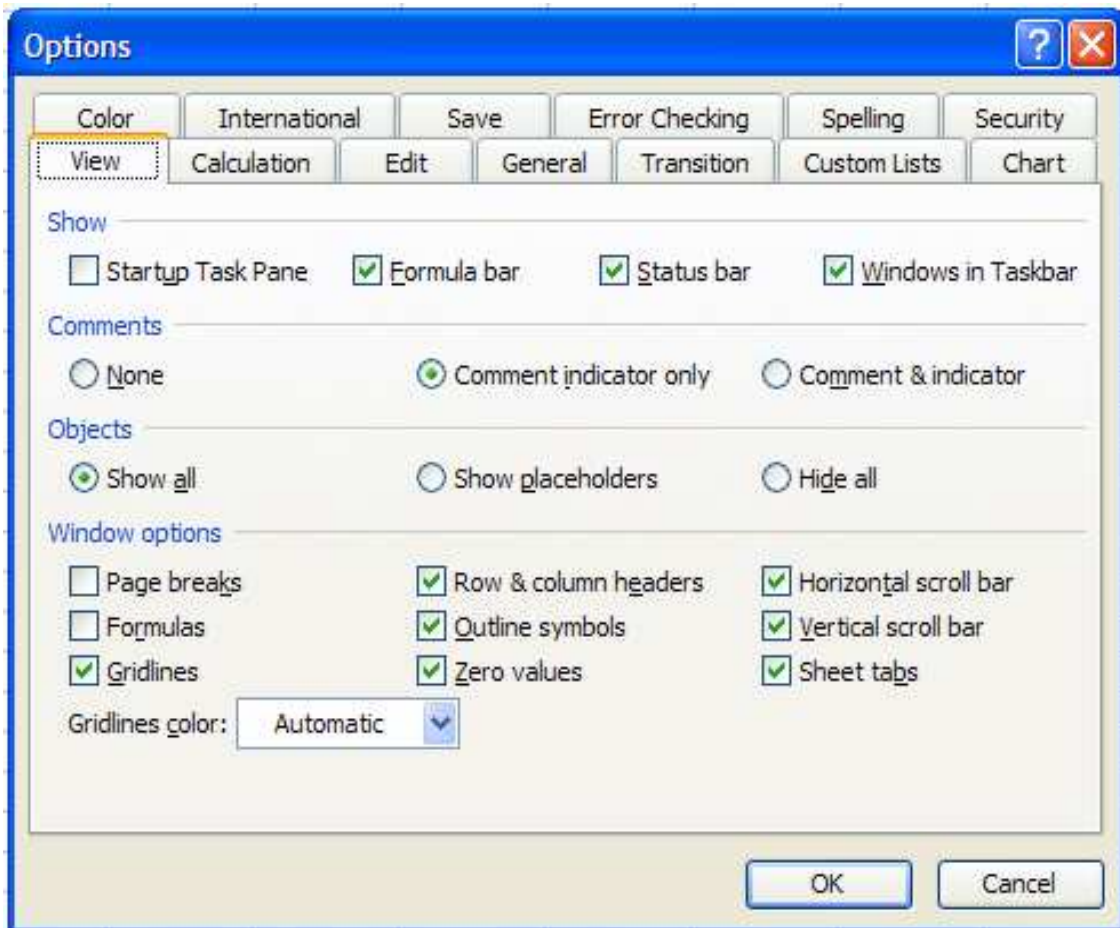 Options
Color International Save Error Checking Spelling Security
View Calculation Edit General Transition Custom Lists Chart
Show
Startup Task Pane Formula bar Status bar Windows in Taskbar
Comments
None Comment indicator only Comment & indicator
Objects
Show all Show placeholders Hide all
Window options
Page breaks Row & column headers Horizontal scroll bar
Formulas Outline symbols Vertical scroll bar
Gridlines Zero values Sheet tabs
Gridlines color: Automatic
OK Cancel